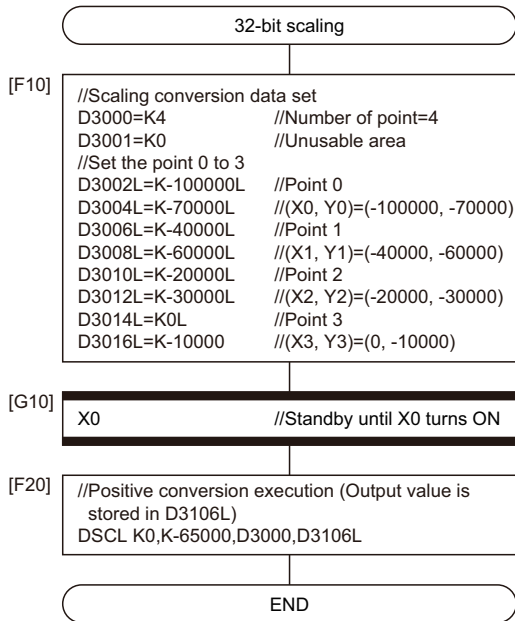 32-bit scaling
[F10]
//Scaling conversion data set
D3000=K4 //Number of point=4
D3001=K0 //Unusable area
//Set the point 0 to 3
D3002L=K-100000L //Point 0
D3004L=K-70000L //(X0, Y0)=(-100000, -70000)
D3006L=K-40000L //Point 1
D3008L=K-60000L //(X1, Y1)=(-40000, -60000)
D3010L=K-20000L //Point 2
D3012L=K-30000L //(X2, Y2)=(-20000, -30000)
D3014L=K0L //Point 3
D3016L=K-10000 //(X3, Y3)=(0, -10000)
[G10]
X0 //Standby until X0 turns ON
[F20]
//Positive conversion execution (Output value is
stored in D3106L)
DSCL K0,K-65000,D3000,D3106L
END